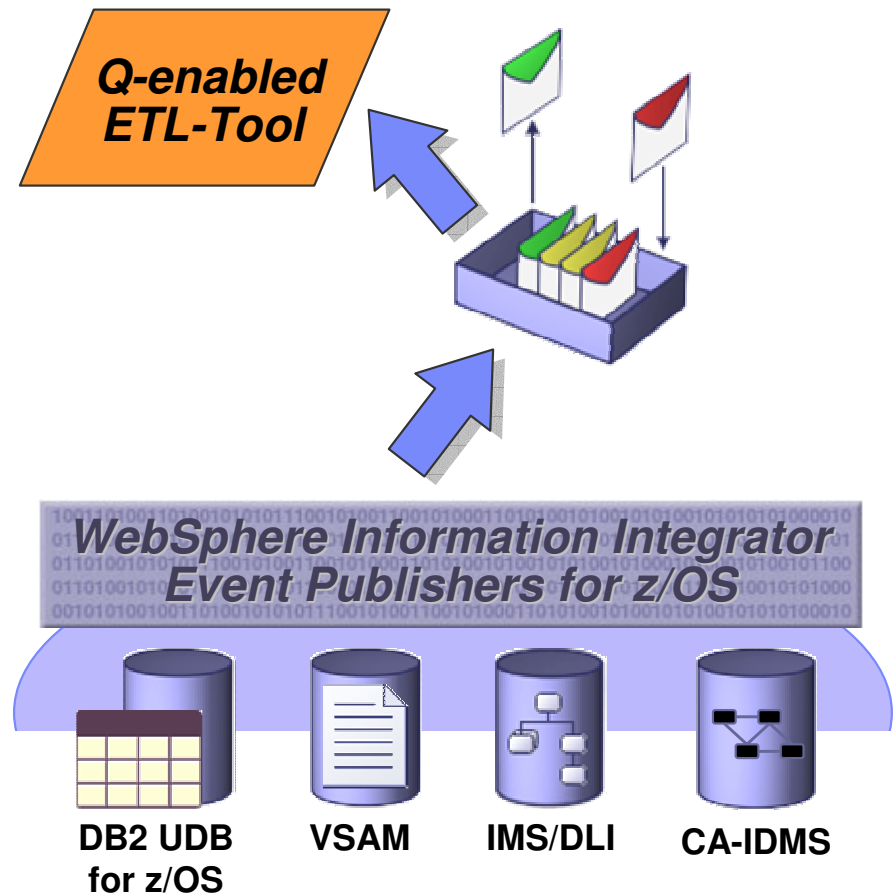 Q-enabled
ETL-Tool
WebSphere Information Integrator
Event Publishers for z/OS
DB2 UDB
for z/OS
VSAM
IMS/DLI
CA-IDMS